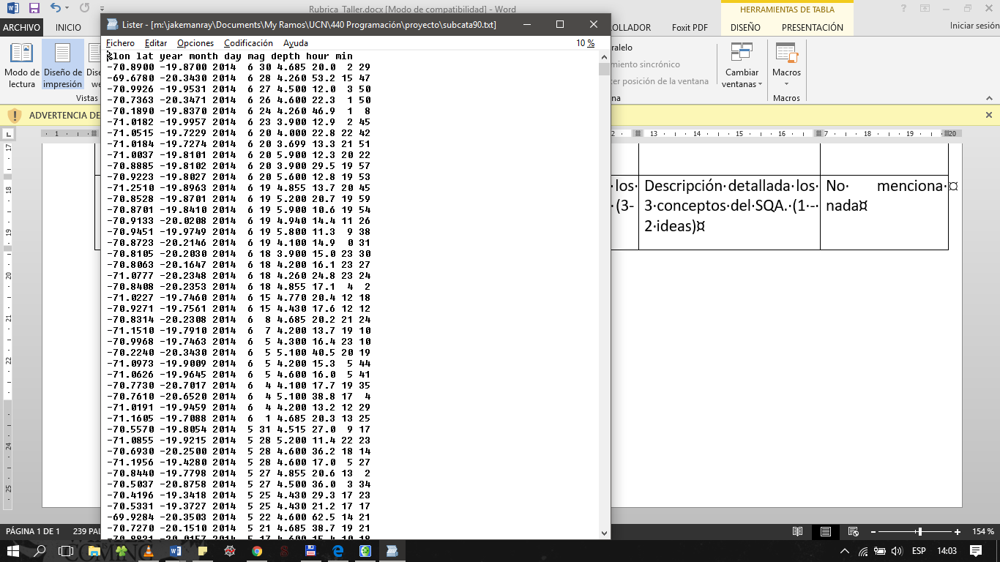 Rubrica_Taller.docx [Modo de compatibilidad] - Word
HERRAMIENTAS DE TABLA
ARCHIVO
INICIO
ROLLADOR
Foxit PDF
DISEÑO
PRESENTACIÓN
Iniciar sesión
Modo de lectura
Diseño de impresión
Vistas
Cambiar ventanas
Macros
Macros
ADVERTENCIA DE
Lister - [m:\jakemanray\Documents\My Ramos\UCN\440 Programación\proyecto\subcata90.txt]
Fichero Editar Opciones Codificación Ayuda 10 %
%lon lat year month day mag depth hour min
-70.8900 -19.8700 2014 6 30 4.685 20.0 2 29
-69.6780 -20.3430 2014 6 28 4.260 53.2 15 47
-70.9926 -19.9531 2014 6 27 4.500 12.0 3 50
-70.7363 -20.3471 2014 6 26 4.600 22.3 1 50
-70.1890 -19.8370 2014 6 24 4.260 46.9 1 8
-71.0182 -19.9957 2014 6 23 3.900 12.9 2 45
-71.0515 -19.7229 2014 6 20 4.000 22.8 22 42
-71.0184 -19.7274 2014 6 20 3.699 13.3 21 51
-71.0037 -19.8101 2014 6 20 5.900 12.3 20 22
-70.8885 -19.8102 2014 6 20 3.900 29.5 19 57
-70.9223 -19.8027 2014 6 20 5.600 12.8 19 53
-71.2510 -19.8963 2014 6 19 4.855 13.7 20 45
-70.8528 -19.8701 2014 6 19 5.200 20.7 19 59
-70.8701 -19.8410 2014 6 19 5.900 10.6 19 54
-70.9133 -20.0208 2014 6 19 4.940 14.4 11 26
-70.9451 -19.9749 2014 6 19 5.800 11.3 9 38
-70.8723 -20.2146 2014 6 19 4.100 14.9 0 31
-70.8105 -20.2030 2014 6 18 3.900 15.0 23 30
-70.8063 -20.1647 2014 6 18 4.200 16.1 23 27
-71.0777 -20.2348 2014 6 18 4.260 24.8 23 24
-70.8408 -20.2353 2014 6 18 4.855 17.1 4 2
-71.0227 -19.7460 2014 6 15 4.770 20.4 12 18
-70.9271 -19.7561 2014 6 15 4.430 17.6 12 12
-70.8314 -20.2308 2014 6 8 4.685 20.2 21 24
-71.1510 -19.7910 2014 6 7 4.200 13.7 19 10
-70.9968 -19.7463 2014 6 5 4.300 16.4 23 10
-70.2240 -20.3430 2014 6 5 5.100 40.5 20 19
-71.0973 -19.9009 2014 6 5 4.200 15.3 5 44
-71.0626 -19.9645 2014 6 5 4.600 16.0 5 41
-70.7730 -20.7017 2014 6 4 4.100 17.7 19 35
-70.7610 -20.6520 2014 6 4 5.100 38.8 17 4
-71.0191 -19.9459 2014 6 4 4.200 13.2 12 29
-71.1605 -19.7088 2014 6 1 4.685 20.3 13 25
-70.5570 -19.8054 2014 5 31 4.515 27.0 9 17
-71.0855 -19.9215 2014 5 28 5.200 11.4 22 23
-70.6930 -20.2500 2014 5 28 4.600 36.2 18 14
-71.1956 -19.4280 2014 5 28 4.600 17.0 5 27
-70.8440 -19.7798 2014 5 27 4.855 20.6 13 2
-70.5037 -20.8758 2014 5 27 4.500 36.0 3 34
-70.4196 -19.3418 2014 5 25 4.430 29.3 17 23
-70.5331 -19.3727 2014 5 25 4.430 21.2 17 17
-69.9284 -20.3503 2014 5 22 4.600 62.5 14 21
-70.7270 -20.1510 2014 5 21 4.685 38.7 19 21
los (3-
Descripción detallada los
3 conceptos del SQA. (1 -
2 ideas)¤
No menciona
nada¤
PÁGINA 1 DE 1 239 PAL
154 %
ESP 14:03